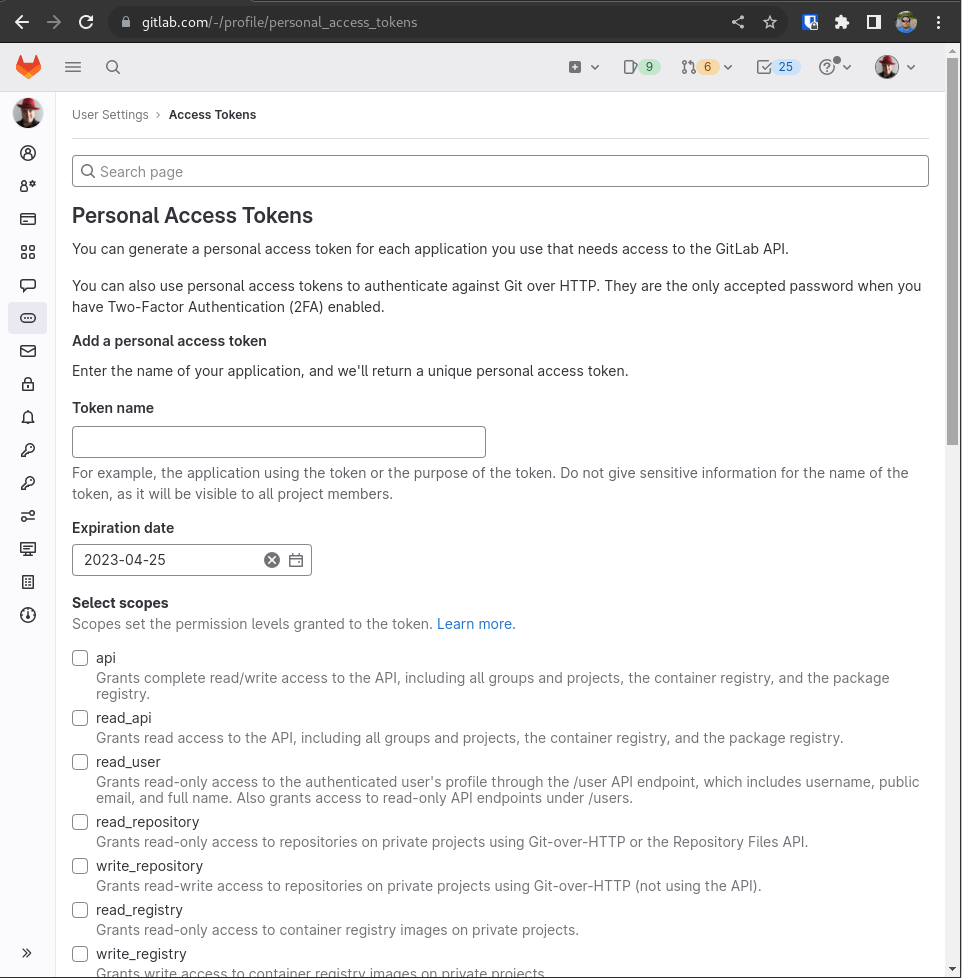 gitlab.com/-/profile/personal_access_tokens
9
6
25
User Settings › Access Tokens
Search page
Personal Access Tokens
You can generate a personal access token for each application you use that needs access to the GitLab API.
You can also use personal access tokens to authenticate against Git over HTTP. They are the only accepted password when you
have Two-Factor Authentication (2FA) enabled.
Add a personal access token
Enter the name of your application, and we'll return a unique personal access token.
Token name
For example, the application using the token or the purpose of the token. Do not give sensitive information for the name of the
token, as it will be visible to all project members.
Expiration date
2023-04-25
Select scopes
Scopes set the permission levels granted to the token. Learn more.
api
Grants complete read/write access to the API, including all groups and projects, the container registry, and the package
registry.
read_api
Grants read access to the API, including all groups and projects, the container registry, and the package registry.
read_user
Grants read-only access to the authenticated user's profile through the /user API endpoint, which includes username, public
email, and full name. Also grants access to read-only API endpoints under /users.
read_repository
Grants read-only access to repositories on private projects using Git-over-HTTP or the Repository Files API.
write_repository
Grants read-write access to repositories on private projects using Git-over-HTTP (not using the API).
read_registry
Grants read-only access to container registry images on private projects.
write_registry
Grants write access to container registry images on private projects.